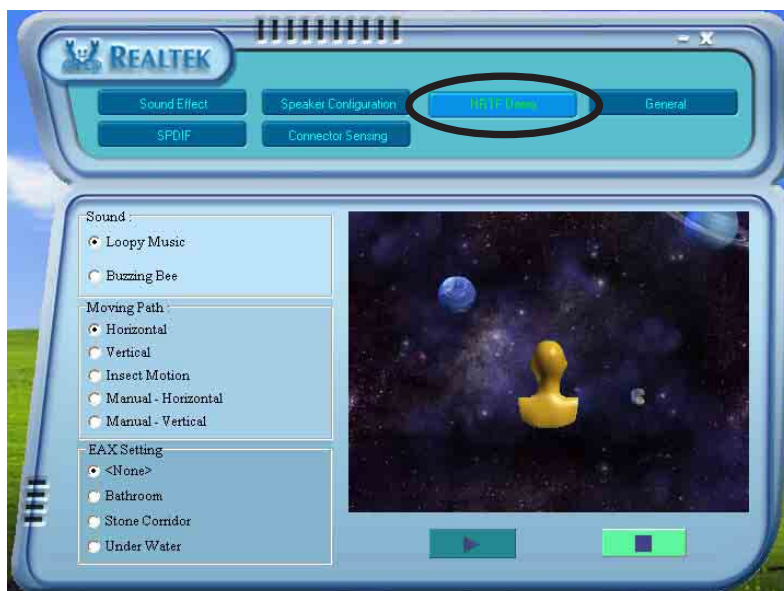 REALTEK
Sound Effect
Speaker Configuration
HRTF Demo
General
SPDIF
Connector Sensing
Sound :
Loopy Music
Buzzing Bee
Moving Path :
Horizontal
Vertical
Insect Motion
Manual - Horizontal
Manual - Vertical
EAX Setting
<None>
Bathroom
Stone Corridor
Under Water